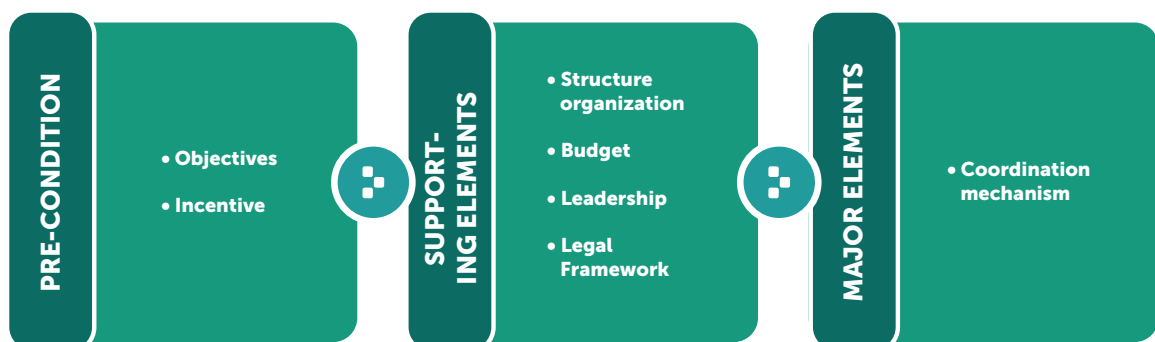 PRE-CONDITION
• Objectives
• Incentive
SUPPORT-
ING ELEMENTS
• Structure
organization
• Budget
• Leadership
• Legal
Framework
MAJOR ELEMENTS
• Coordination
mechanism